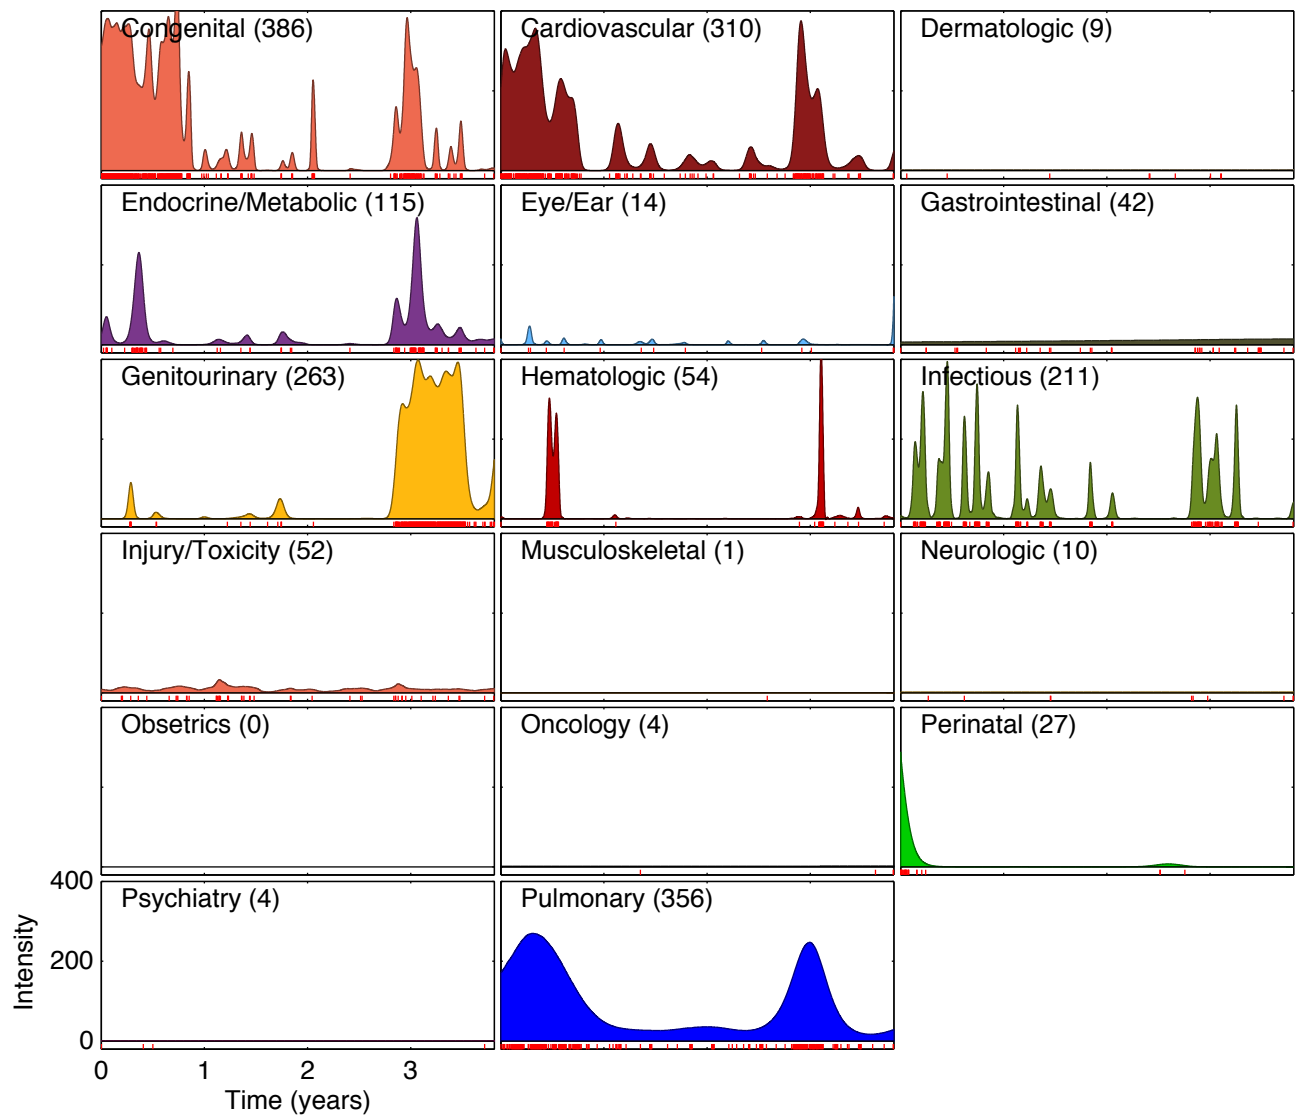 Congenital (386)
Cardiovascular (310)
Dermatologic (9)
Endocrine/Metabolic (115)
Eye/Ear (14)
Gastrointestinal (42)
Genitourinary (263)
Hematologic (54)
Infectious (211)
Injury/Toxicity (52)
Musculoskeletal (1)
Neurologic (10)
Obsetrics (0)
Oncology (4)
Perinatal (27)
Psychiatry (4)
Pulmonary (356)
400
200
0
Intensity
0 1 2 3
Time (years)